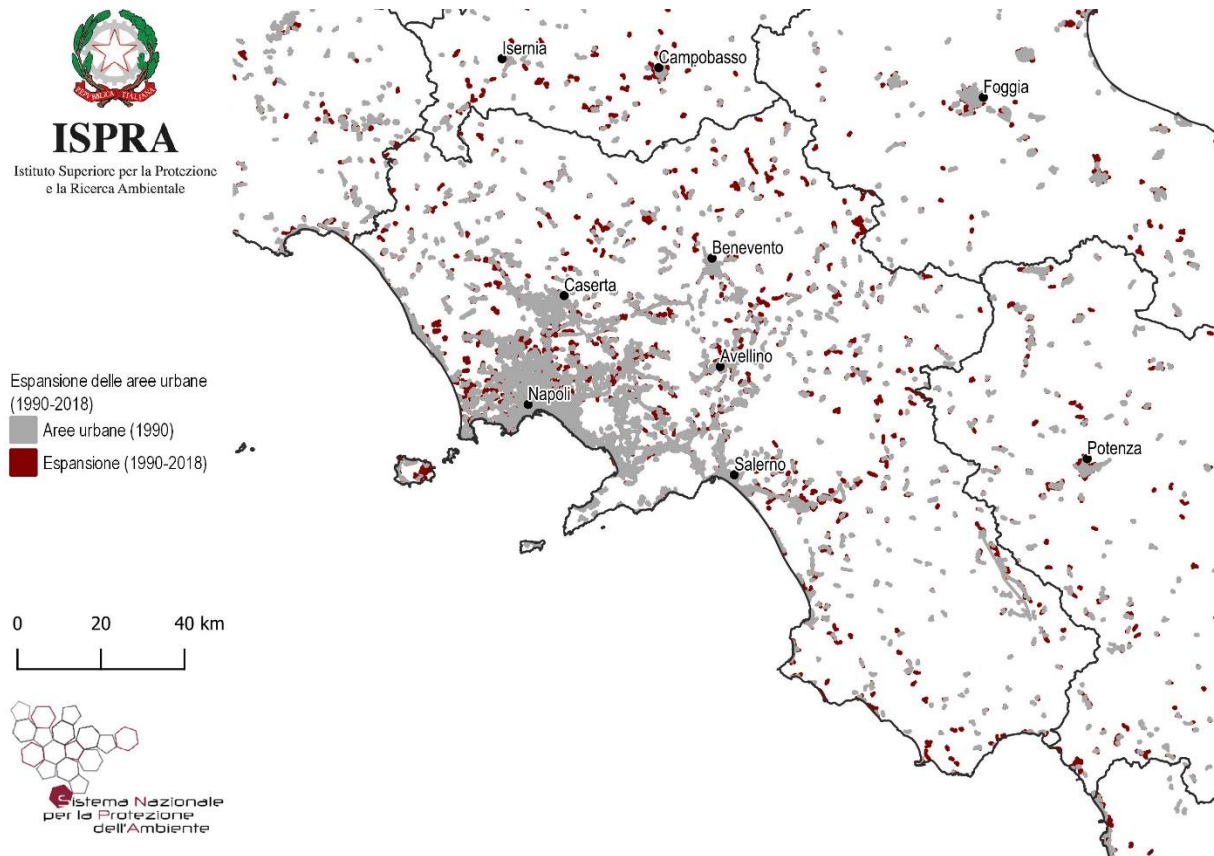 REPVBBLICA ITALIANA
ISPRA
Istituto Superiore per la Protezione
e la Ricerca Ambientale
Espansione delle aree urbane
(1990-2018)
Aree urbane (1990)
Espansione (1990-2018)
0 20 40 km
Sistema Nazionale
per la Protezione
dell'Ambiente
Isernia
Campobasso
Foggia
Benevento
Caserta
Avellino
Napoli
Salerno
Potenza